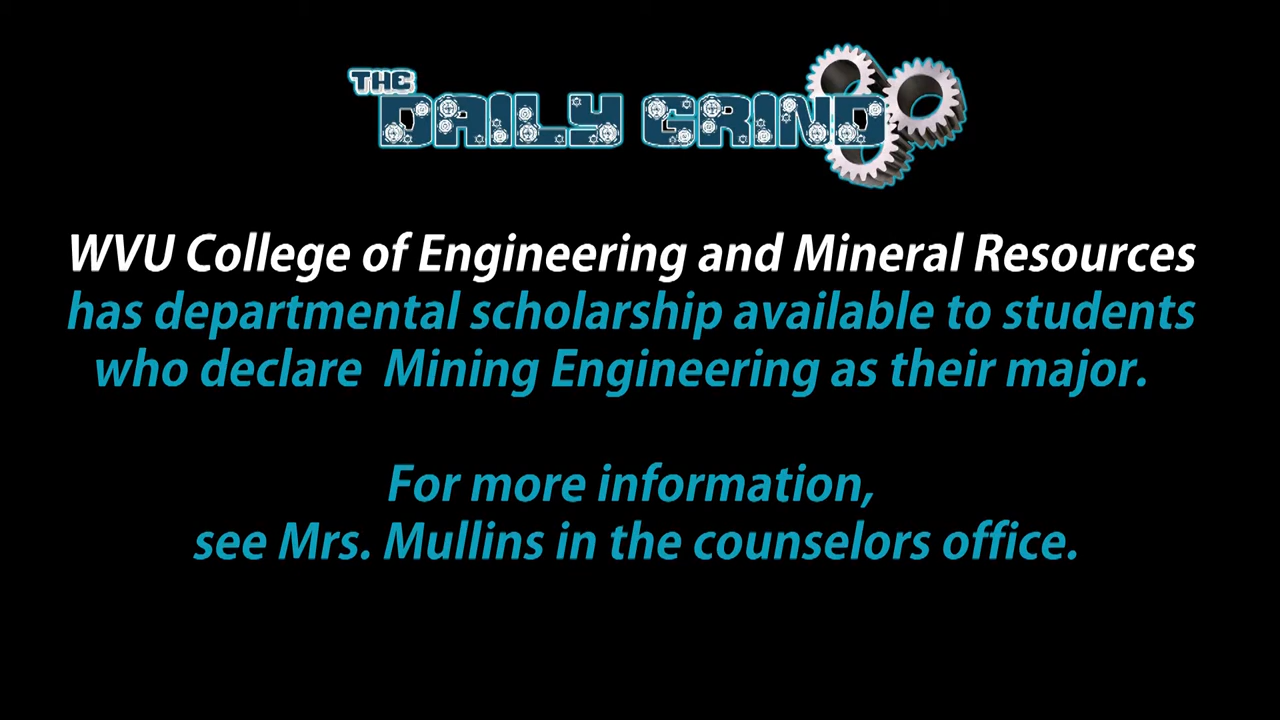 THE
DAILY GRIND
WVU College of Engineering and Mineral Resources
has departmental scholarship available to students
who declare  Mining Engineering as their major.
For more information,
see Mrs. Mullins in the counselors office.